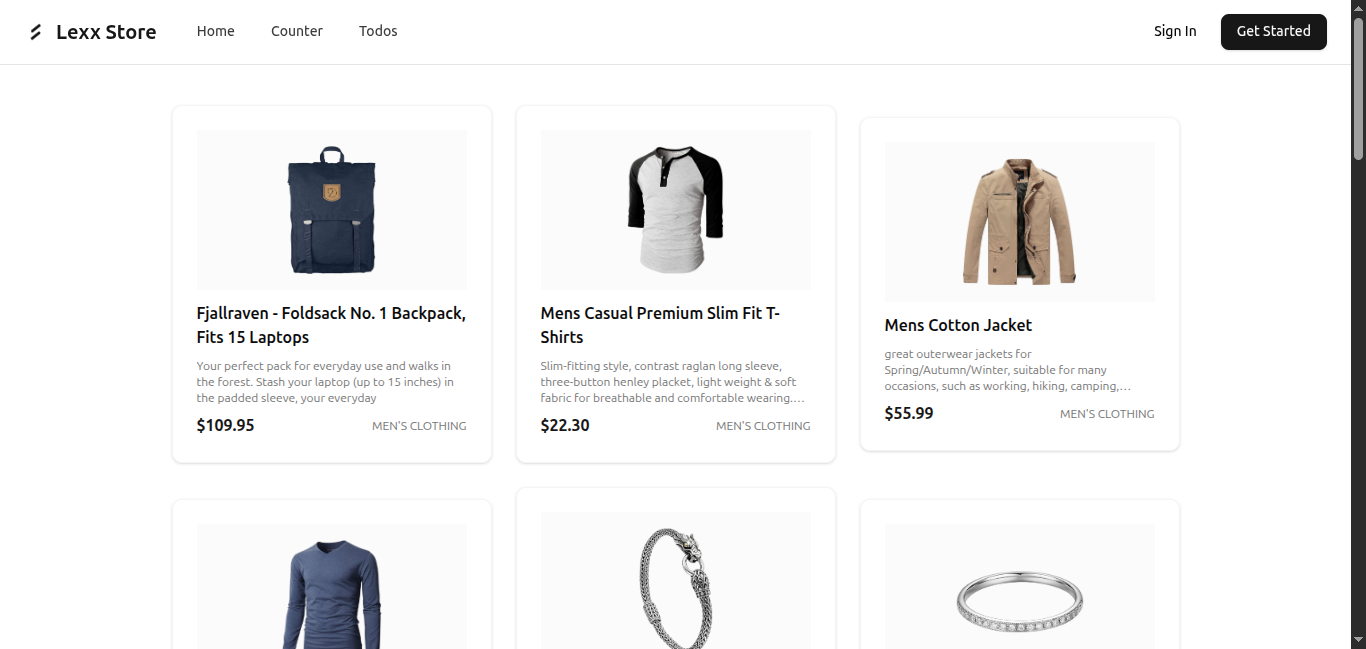 Lexx Store
Home
Counter
Todos
Sign In
Get Started
Fjallraven - Foldsack No. 1 Backpack,
Fits 15 Laptops
Your perfect pack for everyday use and walks in
the forest. Stash your laptop (up to 15 inches) in
the padded sleeve, your everyday
$109.95
MEN'S CLOTHING
Mens Casual Premium Slim Fit T-
Shirts
Slim-fitting style, contrast raglan long sleeve,
three-button henley placket, light weight & soft
fabric for breathable and comfortable wearing.…
$22.30
MEN'S CLOTHING
Mens Cotton Jacket
great outerwear jackets for
Spring/Autumn/Winter, suitable for many
occasions, such as working, hiking, camping,…
$55.99
MEN'S CLOTHING